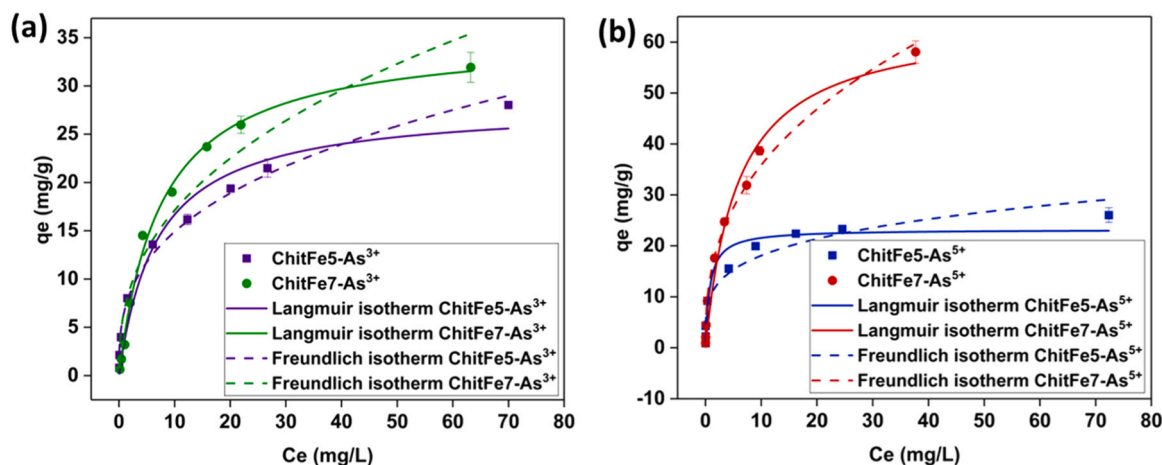 (a)
35
30
25
20
15
10
5
0
qe (mg/g)
ChitFe5-As³⁺
ChitFe7-As³⁺
Langmuir isotherm ChitFe5-As³⁺
Langmuir isotherm ChitFe7-As³⁺
Freundlich isotherm ChitFe5-As³⁺
Freundlich isotherm ChitFe7-As³⁺
0 10 20 30 40 50 60 70 80
Ce (mg/L)
(b)
60
50
40
30
20
10
0
-10
qe (mg/g)
ChitFe5-As⁵⁺
ChitFe7-As⁵⁺
Langmuir isotherm ChitFe5-As⁵⁺
Langmuir isotherm ChitFe7-As⁵⁺
Freundlich isotherm ChitFe5-As⁵⁺
Freundlich isotherm ChitFe7-As⁵⁺
0 10 20 30 40 50 60 70 80
Ce (mg/L)